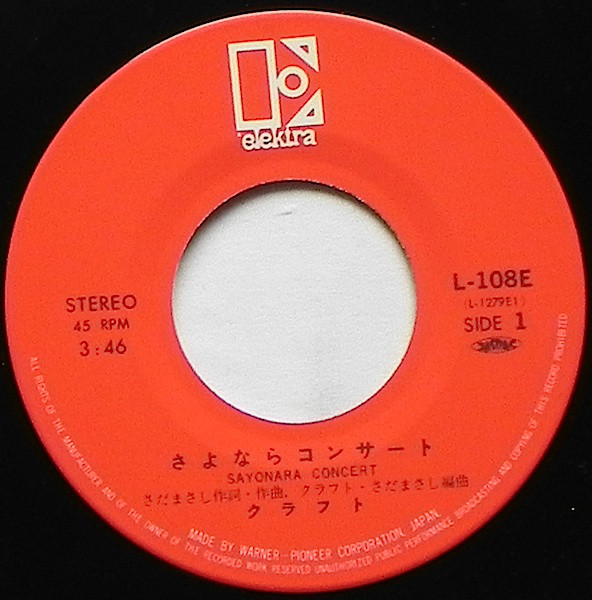 elektra
STEREO
45 RPM
3:46
L-108E
(L-1279E1)
SIDE 1
さよならコンサート
SAYONARA CONCERT
さだまさし作詞・作曲, クラフト・さだまさし編曲
クラフト
MADE BY WARNER-PIONEER CORPORATION, JAPAN.
ALL RIGHTS OF THE MANUFACTURER AND OF THE OWNER OF THE RECORDED WORK RESERVED UNAUTHORIZED PUBLIC PERFORMANCE BROADCASTING AND COPYING OF THIS RECORD PROHIBITED